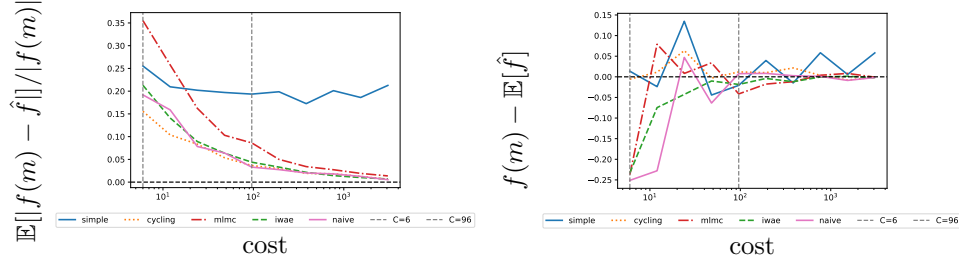 𝔼[|f(m) − f̂|]/|f(m)|
0.35
0.30
0.25
0.20
0.15
0.10
0.05
0.00
10¹ 10² 10³
simple cycling mlmc iwae naive C=6 C=96
cost
f(m) − 𝔼[f̂]
0.15
0.10
0.05
0.00
−0.05
−0.10
−0.15
−0.20
−0.25
10¹ 10² 10³
simple cycling mlmc iwae naive C=6 C=96
cost